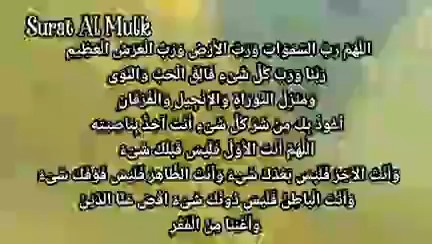 Surat Al Mulk
اللهم رب السموات ورب الأرض ورب العرش العظيم
ربنا ورب كل شيء فالق الحب والنوى
ومنزل التوراة والإنجيل والفرقان
أعوذ بك من شر كل شيء أنت آخذ بناصيته
اللهم أنت الأول فليس قبلك شيء
وأنت الآخر فليس بعدك شيء وأنت الظاهر فليس فوقك شيء
وأنت الباطن فليس دونك شيء اقض عنا الدين
وأغننا من الفقر